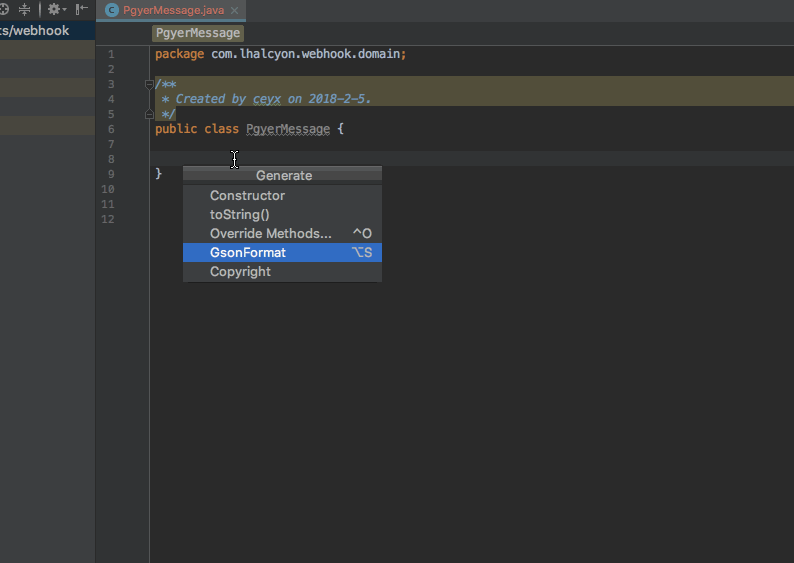 PgyerMessage.java
ts/webhook
PgyerMessage
1 package com.lhalcyon.webhook.domain;
2
3 /**
4 * Created by ceyx on 2018-2-5.
5 */
6 public class PgyerMessage {
7
8
9 }
10
11
12
Generate
Constructor
toString()
Override Methods... ^O
GsonFormat ⌥S
Copyright